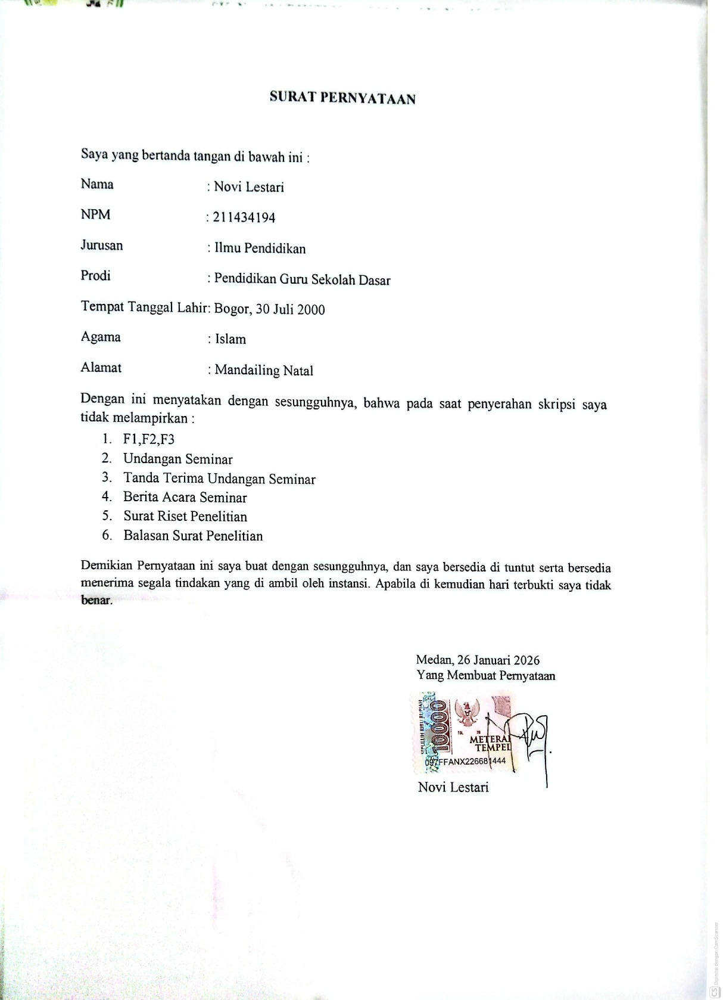 SURAT PERNYATAAN
Saya yang bertanda tangan di bawah ini :
Nama : Novi Lestari
NPM : 211434194
Jurusan : Ilmu Pendidikan
Prodi : Pendidikan Guru Sekolah Dasar
Tempat Tanggal Lahir: Bogor, 30 Juli 2000
Agama : Islam
Alamat : Mandailing Natal
Dengan ini menyatakan dengan sesungguhnya, bahwa pada saat penyerahan skripsi saya
tidak melampirkan :
1. F1,F2,F3
2. Undangan Seminar
3. Tanda Terima Undangan Seminar
4. Berita Acara Seminar
5. Surat Riset Penelitian
6. Balasan Surat Penelitian
Demikian Pernyataan ini saya buat dengan sesungguhnya, dan saya bersedia di tuntut serta bersedia
menerima segala tindakan yang di ambil oleh instansi. Apabila di kemudian hari terbukti saya tidak
benar.
Medan, 26 Januari 2026
Yang Membuat Pernyataan
SEPULUH RIBU RUPIAH
10000
TGL. 20
METERAI
TEMPEL
FFANX226681444
Novi Lestari
CS Dipindai dengan CamScanner